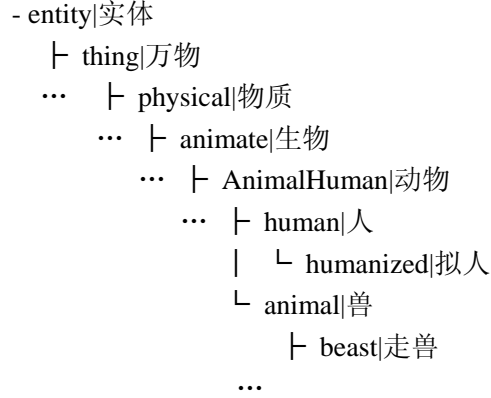 - entity|实体
├ thing|万物
… ├ physical|物质
… ├ animate|生物
… ├ AnimalHuman|动物
… ├ human|人
│ └ humanized|拟人
└ animal|兽
├ beast|走兽
…